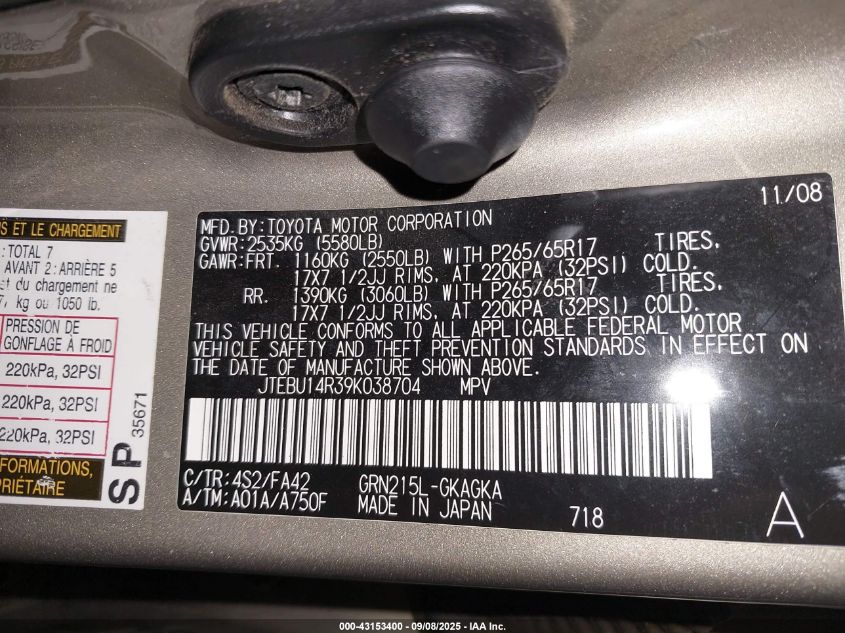 S ET LE CHARGEMENT
: TOTAL 7
AVANT 2: ARRIÈRE 5
st du chargement ne
7, kg ou 1050 lb.
PRESSION DE
GONFLAGE À FROID
220kPa, 32PSI
220kPa, 32PSI
220kPa, 32PSI
FORMATIONS,
PRIÉTAIRE
SP
35671
11/08
MFD.BY:TOYOTA MOTOR CORPORATION
GVWR:2535KG (5580LB)
GAWR:FRT. 1160KG (2550LB) WITH P265/65R17 TIRES,
17X7 1/2JJ RIMS, AT 220KPA (32PSI) COLD.
RR. 1390KG (3060LB) WITH P265/65R17 TIRES,
17X7 1/2JJ RIMS, AT 220KPA (32PSI) COLD.
THIS VEHICLE CONFORMS TO ALL APPLICABLE FEDERAL MOTOR
VEHICLE SAFETY AND THEFT PREVENTION STANDARDS IN EFFECT ON
THE DATE OF MANUFACTURE SHOWN ABOVE.
JTEBU14R39K038704 MPV
C/TR:4S2/FA42 GRN215L-GKAGKA
A/TM:A01A/A750F MADE IN JAPAN 718 A
000-43153400 - 09/08/2025 - IAA Inc.